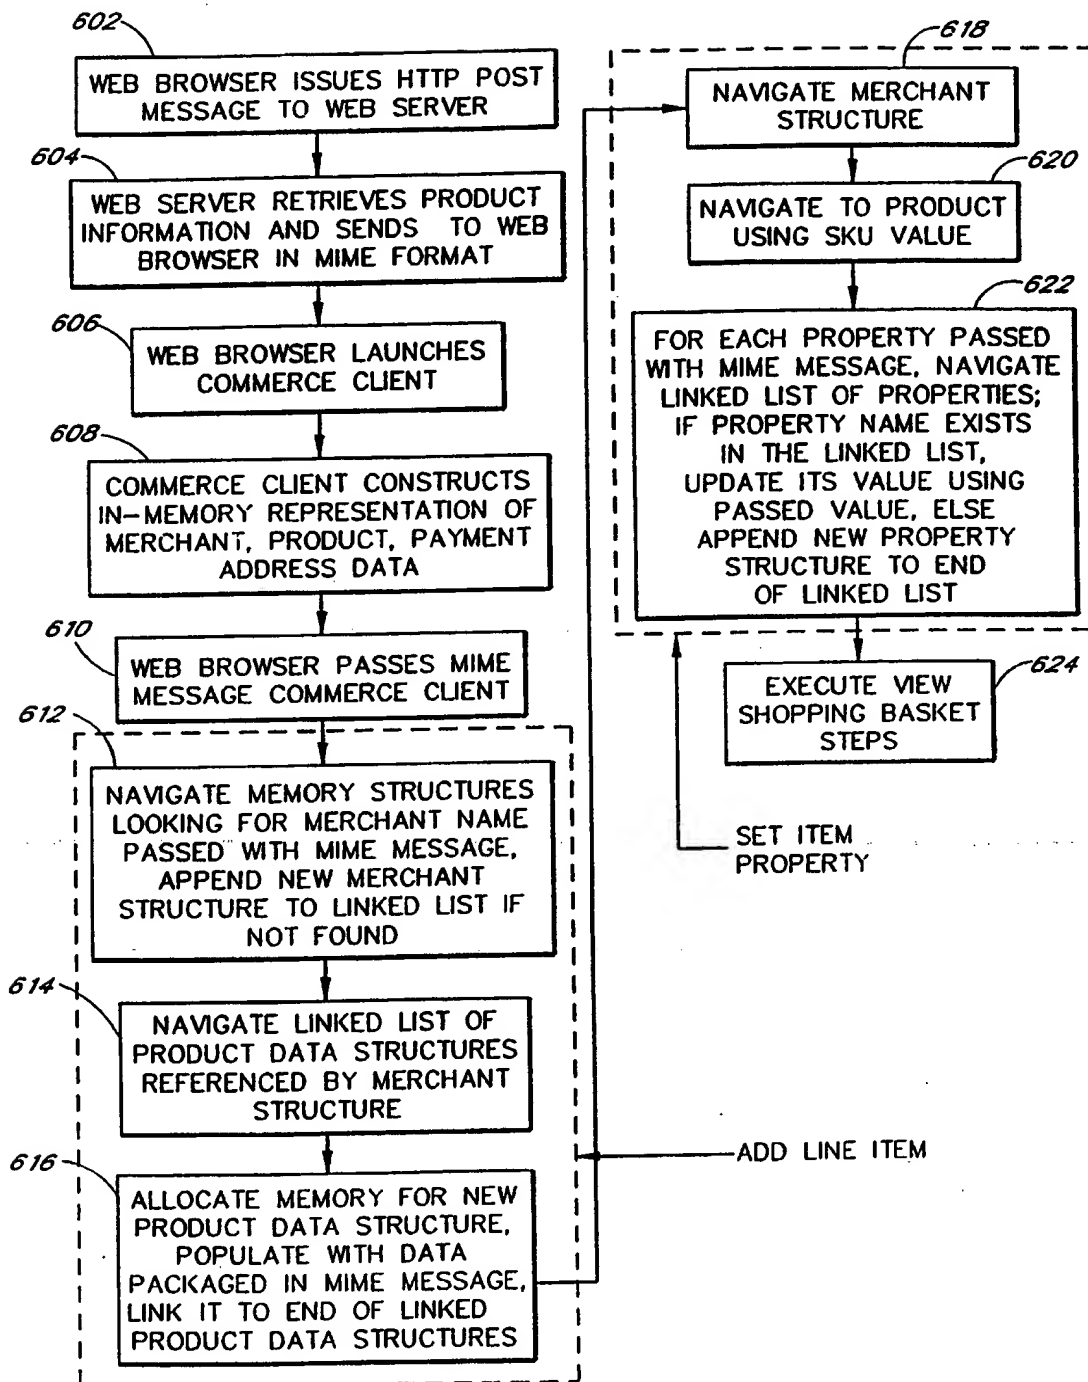 602
WEB BROWSER ISSUES HTTP POST
MESSAGE TO WEB SERVER
604
WEB SERVER RETRIEVES PRODUCT
INFORMATION AND SENDS TO WEB
BROWSER IN MIME FORMAT
606
WEB BROWSER LAUNCHES
COMMERCE CLIENT
608
COMMERCE CLIENT CONSTRUCTS
IN-MEMORY REPRESENTATION OF
MERCHANT, PRODUCT, PAYMENT
ADDRESS DATA
610
WEB BROWSER PASSES MIME
MESSAGE COMMERCE CLIENT
612
NAVIGATE MEMORY STRUCTURES
LOOKING FOR MERCHANT NAME
PASSED WITH MIME MESSAGE,
APPEND NEW MERCHANT
STRUCTURE TO LINKED LIST IF
NOT FOUND
614
NAVIGATE LINKED LIST OF
PRODUCT DATA STRUCTURES
REFERENCED BY MERCHANT
STRUCTURE
616
ALLOCATE MEMORY FOR NEW
PRODUCT DATA STRUCTURE,
POPULATE WITH DATA
PACKAGED IN MIME MESSAGE,
LINK IT TO END OF LINKED
PRODUCT DATA STRUCTURES
ADD LINE ITEM
618
NAVIGATE MERCHANT
STRUCTURE
620
NAVIGATE TO PRODUCT
USING SKU VALUE
622
FOR EACH PROPERTY PASSED
WITH MIME MESSAGE, NAVIGATE
LINKED LIST OF PROPERTIES;
IF PROPERTY NAME EXISTS
IN THE LINKED LIST,
UPDATE ITS VALUE USING
PASSED VALUE, ELSE
APPEND NEW PROPERTY
STRUCTURE TO END
OF LINKED LIST
624
EXECUTE VIEW
SHOPPING BASKET
STEPS
SET ITEM
PROPERTY